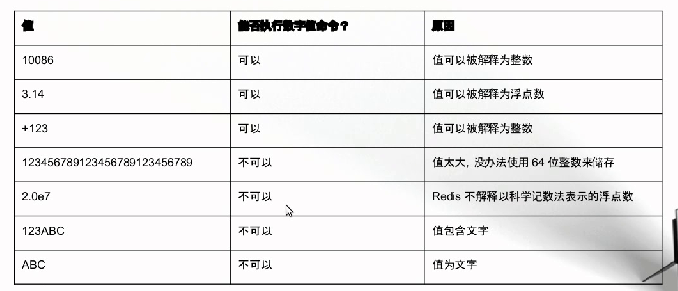 值 能否执行数字值命令？ 原因
10086 可以 值可以被解释为整数
3.14 可以 值可以被解释为浮点数
+123 可以 值可以被解释为整数
123456789123456789123456789 不可以 值太大，没办法使用 64 位整数来储存
2.0e7 不可以 Redis 不解释以科学记数法表示的浮点数
123ABC 不可以 值包含文字
ABC 不可以 值为文字